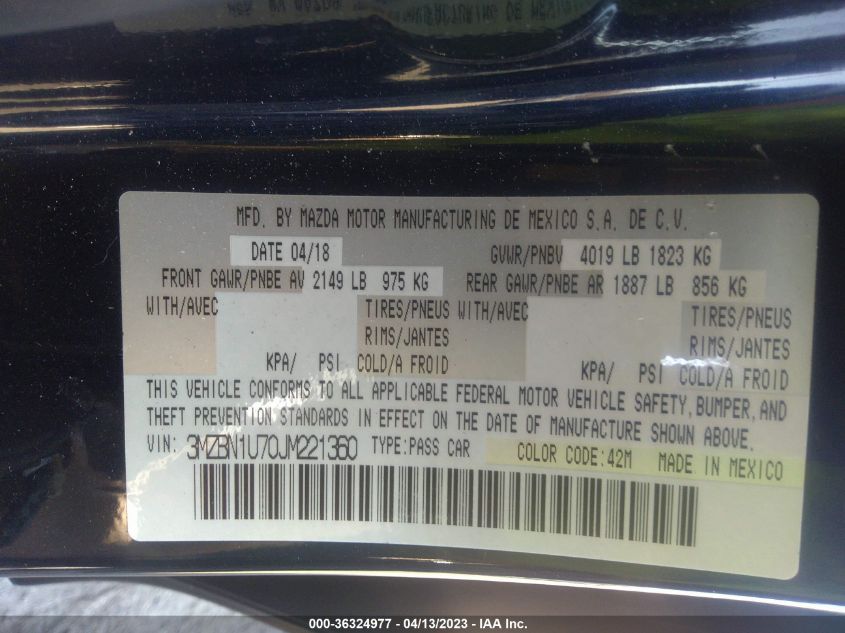 MFD. BY MAZDA MOTOR MANUFACTURING DE MEXICO S.A. DE C.V.
DATE 04/18 GVWR/PNBV 4019 LB 1823 KG
FRONT GAWR/PNBE AV 2149 LB 975 KG REAR GAWR/PNBE AR 1887 LB 856 KG
WITH/AVEC TIRES/PNEUS WITH/AVEC TIRES/PNEUS
RIMS/JANTES RIMS/JANTES
KPA/ PSI COLD/A FROID KPA/ PSI COLD/A FROID
THIS VEHICLE CONFORMS TO ALL APPLICABLE FEDERAL MOTOR VEHICLE SAFETY, BUMPER, AND
THEFT PREVENTION STANDARDS IN EFFECT ON THE DATE OF MANUFACTURE SHOWN ABOVE.
VIN: 3MZBN1U70JM221360 TYPE:PASS CAR COLOR CODE:42M MADE IN MEXICO
000-36324977 - 04/13/2023 - IAA Inc.